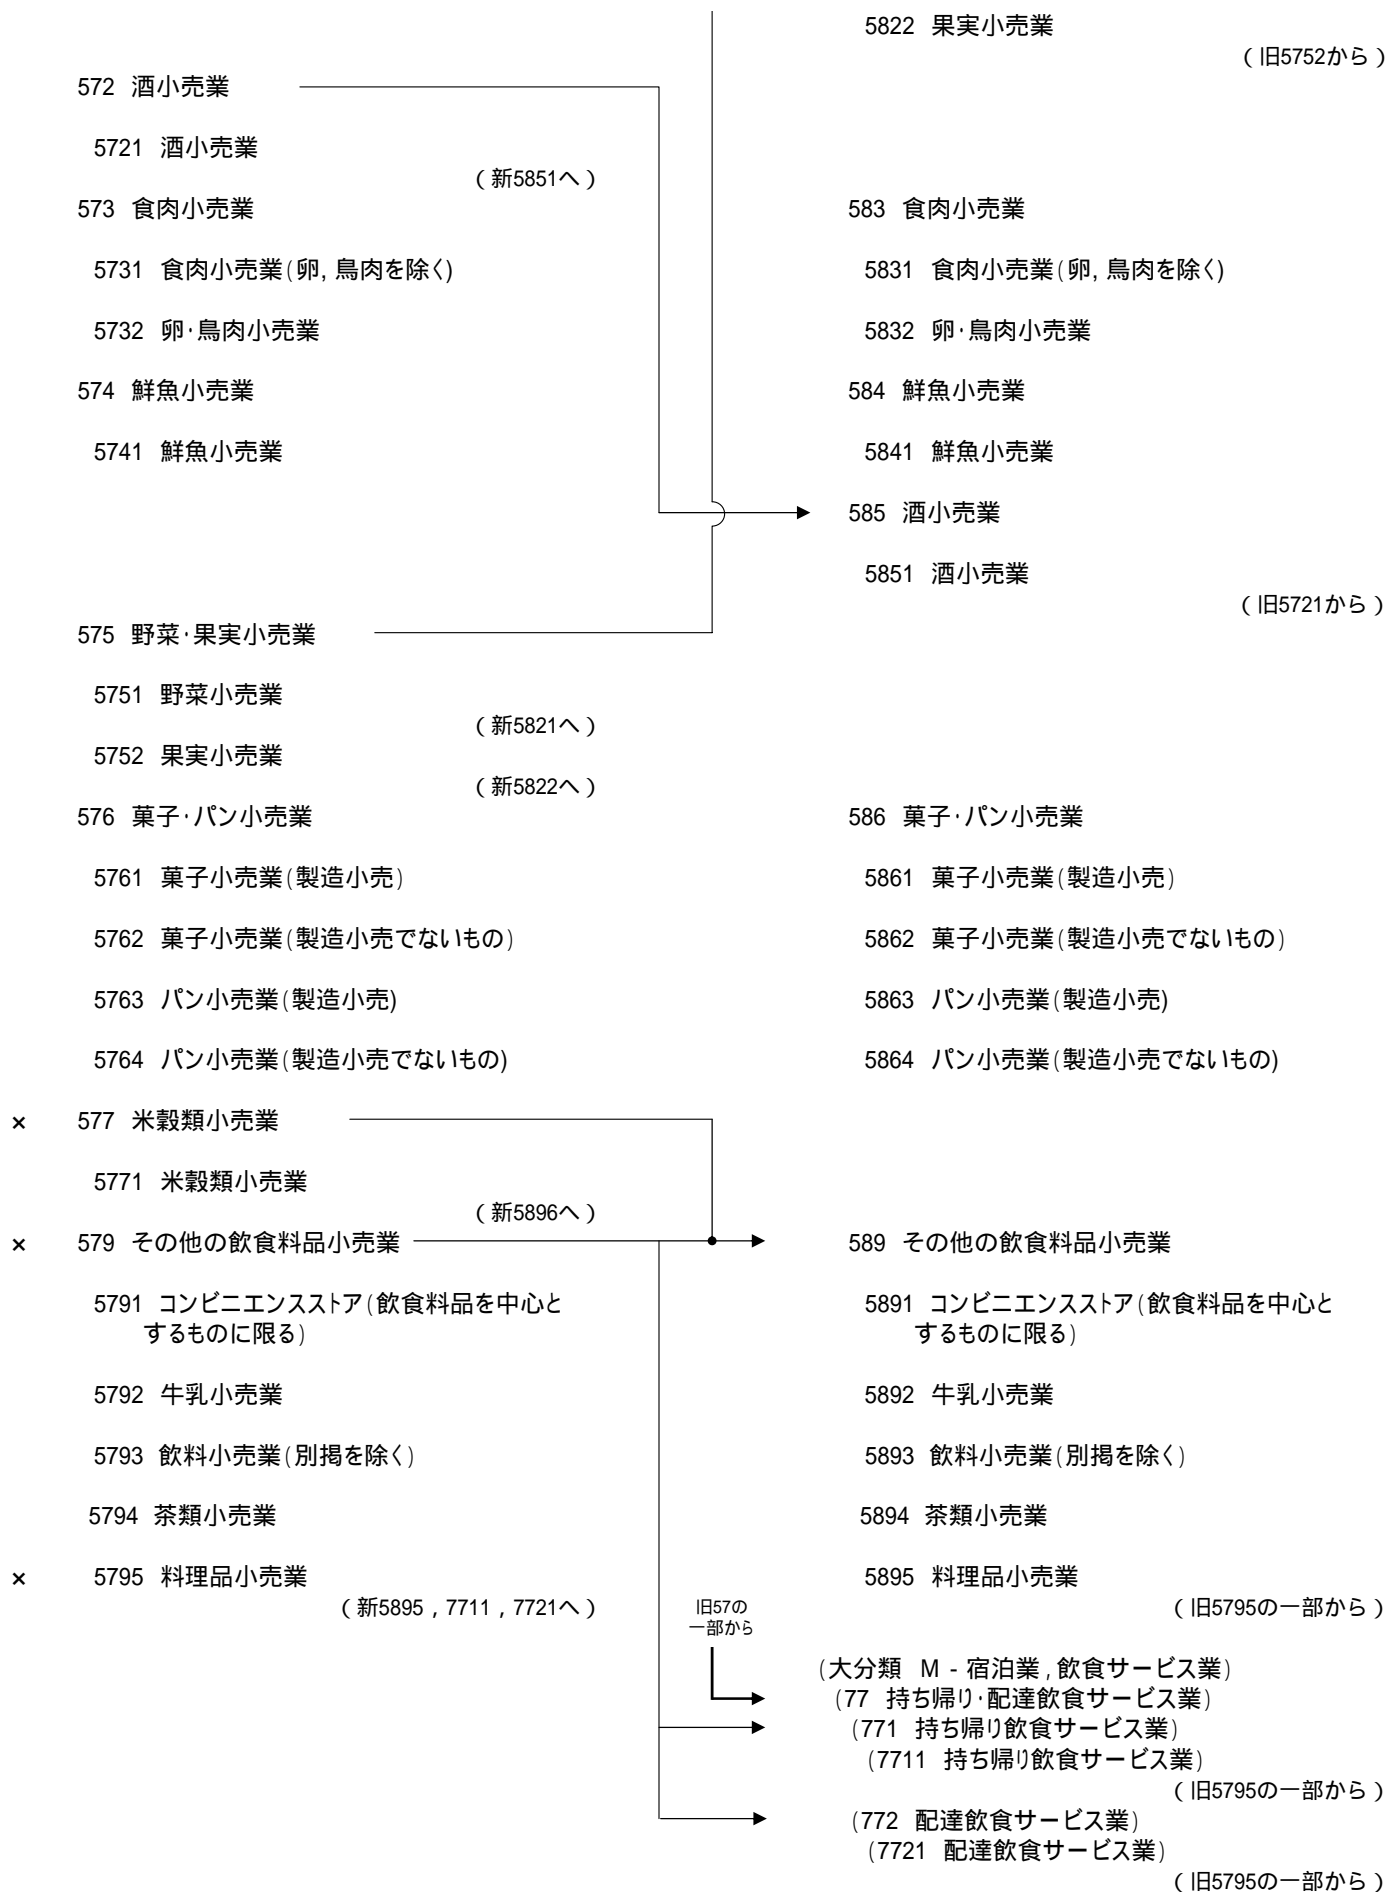 5822 果実小売業
（旧5752から）
572 酒小売業
5721 酒小売業
（新5851へ）
573 食肉小売業
583 食肉小売業
5731 食肉小売業(卵,鳥肉を除く)
5831 食肉小売業(卵,鳥肉を除く)
5732 卵・鳥肉小売業
5832 卵・鳥肉小売業
574 鮮魚小売業
584 鮮魚小売業
5741 鮮魚小売業
5841 鮮魚小売業
585 酒小売業
5851 酒小売業
（旧5721から）
575 野菜・果実小売業
5751 野菜小売業
（新5821へ）
5752 果実小売業
（新5822へ）
576 菓子・パン小売業
586 菓子・パン小売業
5761 菓子小売業(製造小売)
5861 菓子小売業(製造小売)
5762 菓子小売業(製造小売でないもの)
5862 菓子小売業(製造小売でないもの)
5763 パン小売業(製造小売)
5863 パン小売業(製造小売)
5764 パン小売業(製造小売でないもの)
5864 パン小売業(製造小売でないもの)
× 577 米穀類小売業
5771 米穀類小売業
（新5896へ）
× 579 その他の飲食料品小売業
589 その他の飲食料品小売業
5791 コンビニエンスストア(飲食料品を中心と
するものに限る)
5891 コンビニエンスストア(飲食料品を中心と
するものに限る)
5792 牛乳小売業
5892 牛乳小売業
5793 飲料小売業(別掲を除く)
5893 飲料小売業(別掲を除く)
5794 茶類小売業
5894 茶類小売業
× 5795 料理品小売業
5895 料理品小売業
（新5895，7711，7721へ）
旧57の
一部から
（旧5795の一部から）
(大分類 M - 宿泊業,飲食サービス業)
(77 持ち帰り・配達飲食サービス業)
(771 持ち帰り飲食サービス業)
(7711 持ち帰り飲食サービス業)
（旧5795の一部から）
(772 配達飲食サービス業)
(7721 配達飲食サービス業)
（旧5795の一部から）